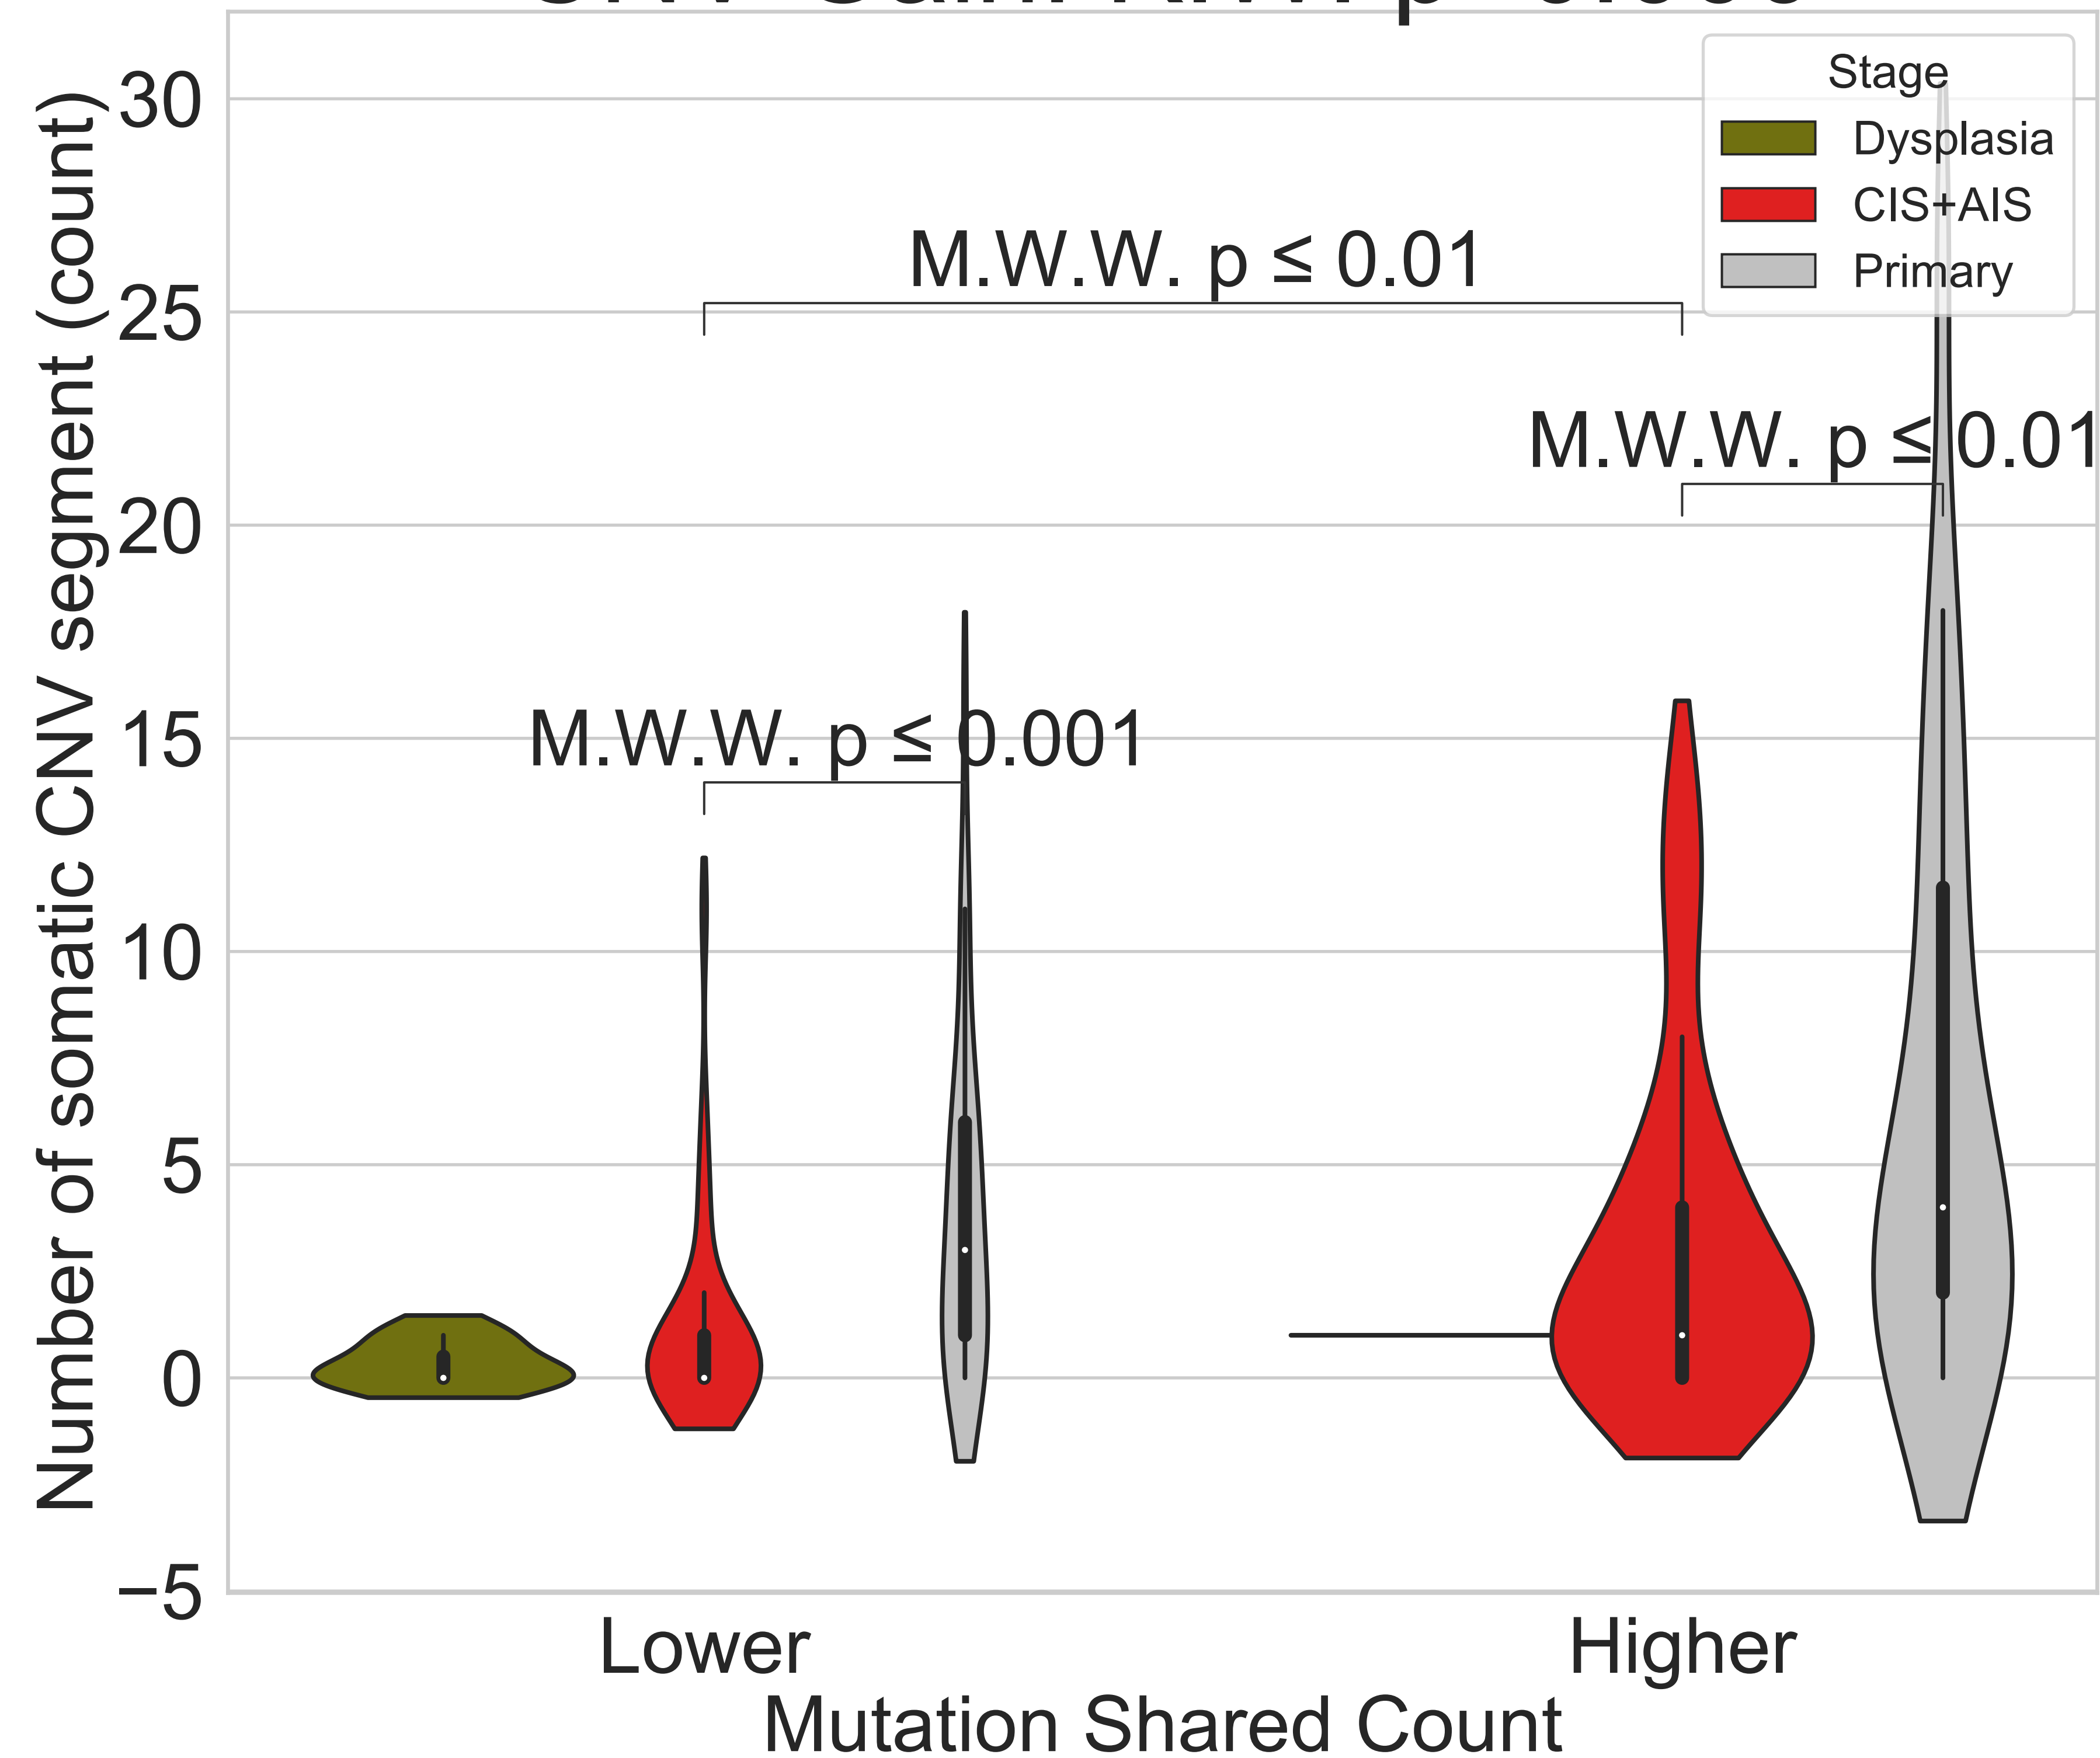 Stage
Dysplasia
CIS+AIS
Primary
M.W.W. p ≤ 0.01
M.W.W. p ≤ 0.01
M.W.W. p ≤ 0.001
Number of somatic CNV segment (count)
30
25
20
15
10
5
0
−5
Lower
Higher
Mutation Shared Count